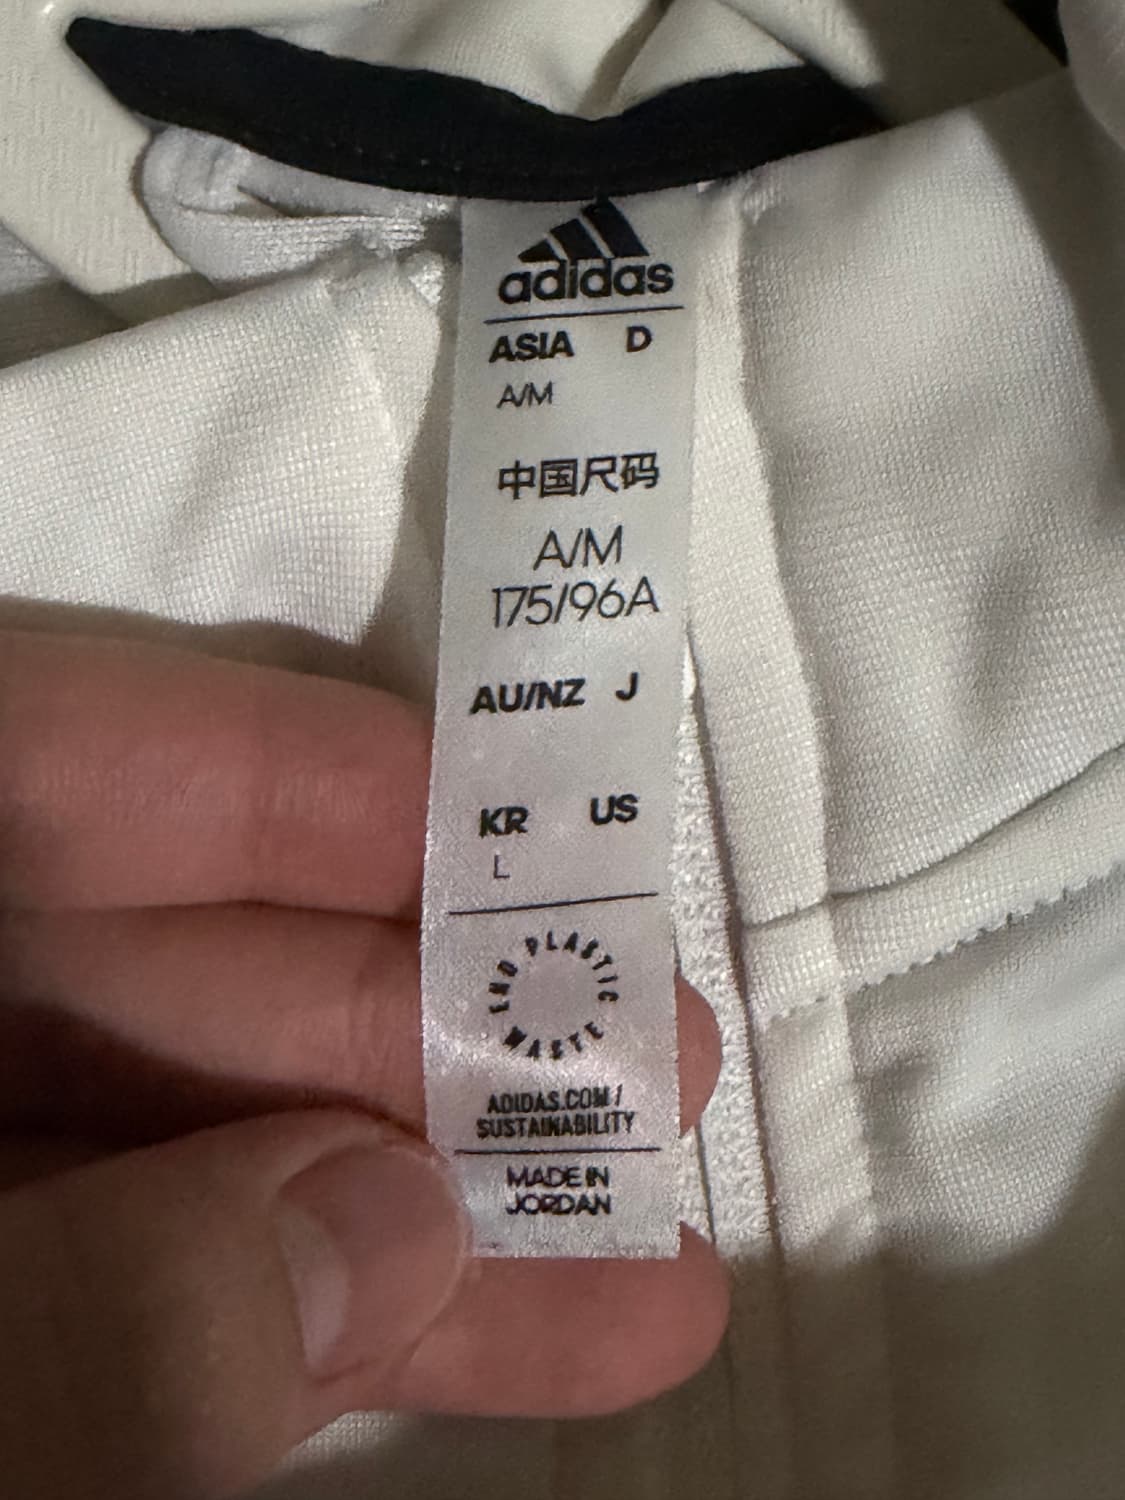 adidas
ASIA D
A/M
中国尺码
A/M
175/96A
AU/NZ J
KR US
L
END PLASTIC WASTE
ADIDAS.COM /
SUSTAINABILITY
MADE IN
JORDAN